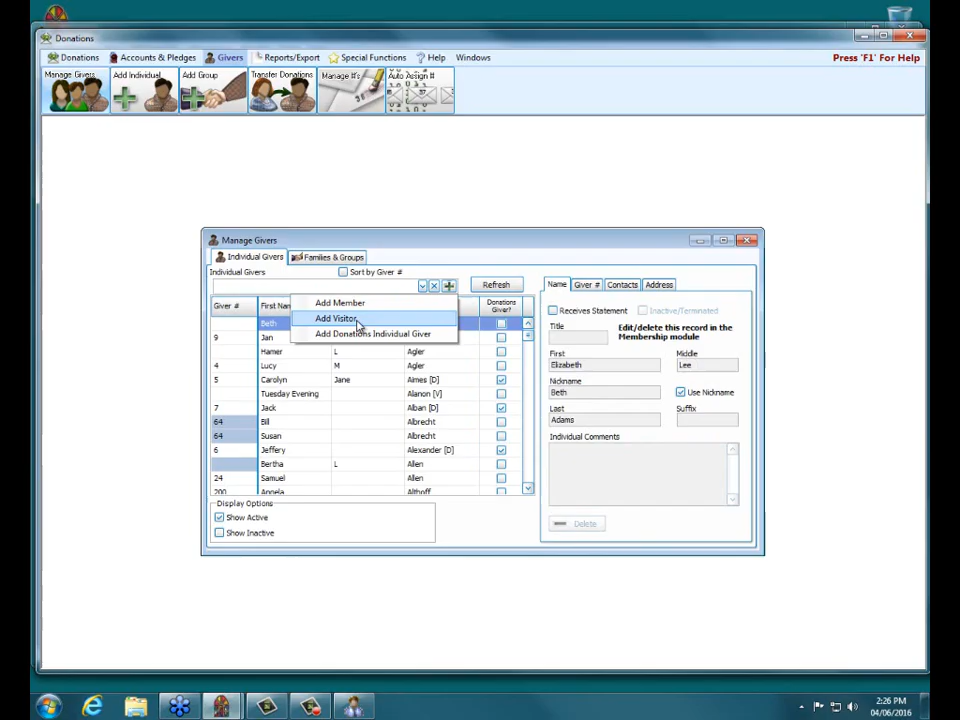 Donations
Donations Accounts & Pledges Givers Reports/Export Special Functions Help Windows Press 'F1' For Help
Manage Givers Add Individual Add Group Transfer Donations Manage #'s Auto Assign #
Manage Givers
Individual Givers Families & Groups
Individual Givers Sort by Giver #
Refresh
Name Giver # Contacts Address
Giver # First Name Donations Giver?
Add Member
Add Visitor
Add Donations Individual Giver
Beth
9 Jan
Hamer L Agler
4 Lucy M Agler
5 Carolyn Jane Aimes [D]
Tuesday Evening Alanon [V]
7 Jack Alban [D]
64 Bill Albrecht
64 Susan Albrecht
6 Jeffery Alexander [D]
Bertha L Allen
24 Samuel Allen
200 Angela Althoff
Display Options
Show Active
Show Inactive
Receives Statement Inactive/Terminated
Title
Edit/delete this record in the
Membership module
First Middle
Elizabeth Lee
Nickname
Beth Use Nickname
Last Suffix
Adams
Individual Comments
Delete
2:26 PM
04/06/2016